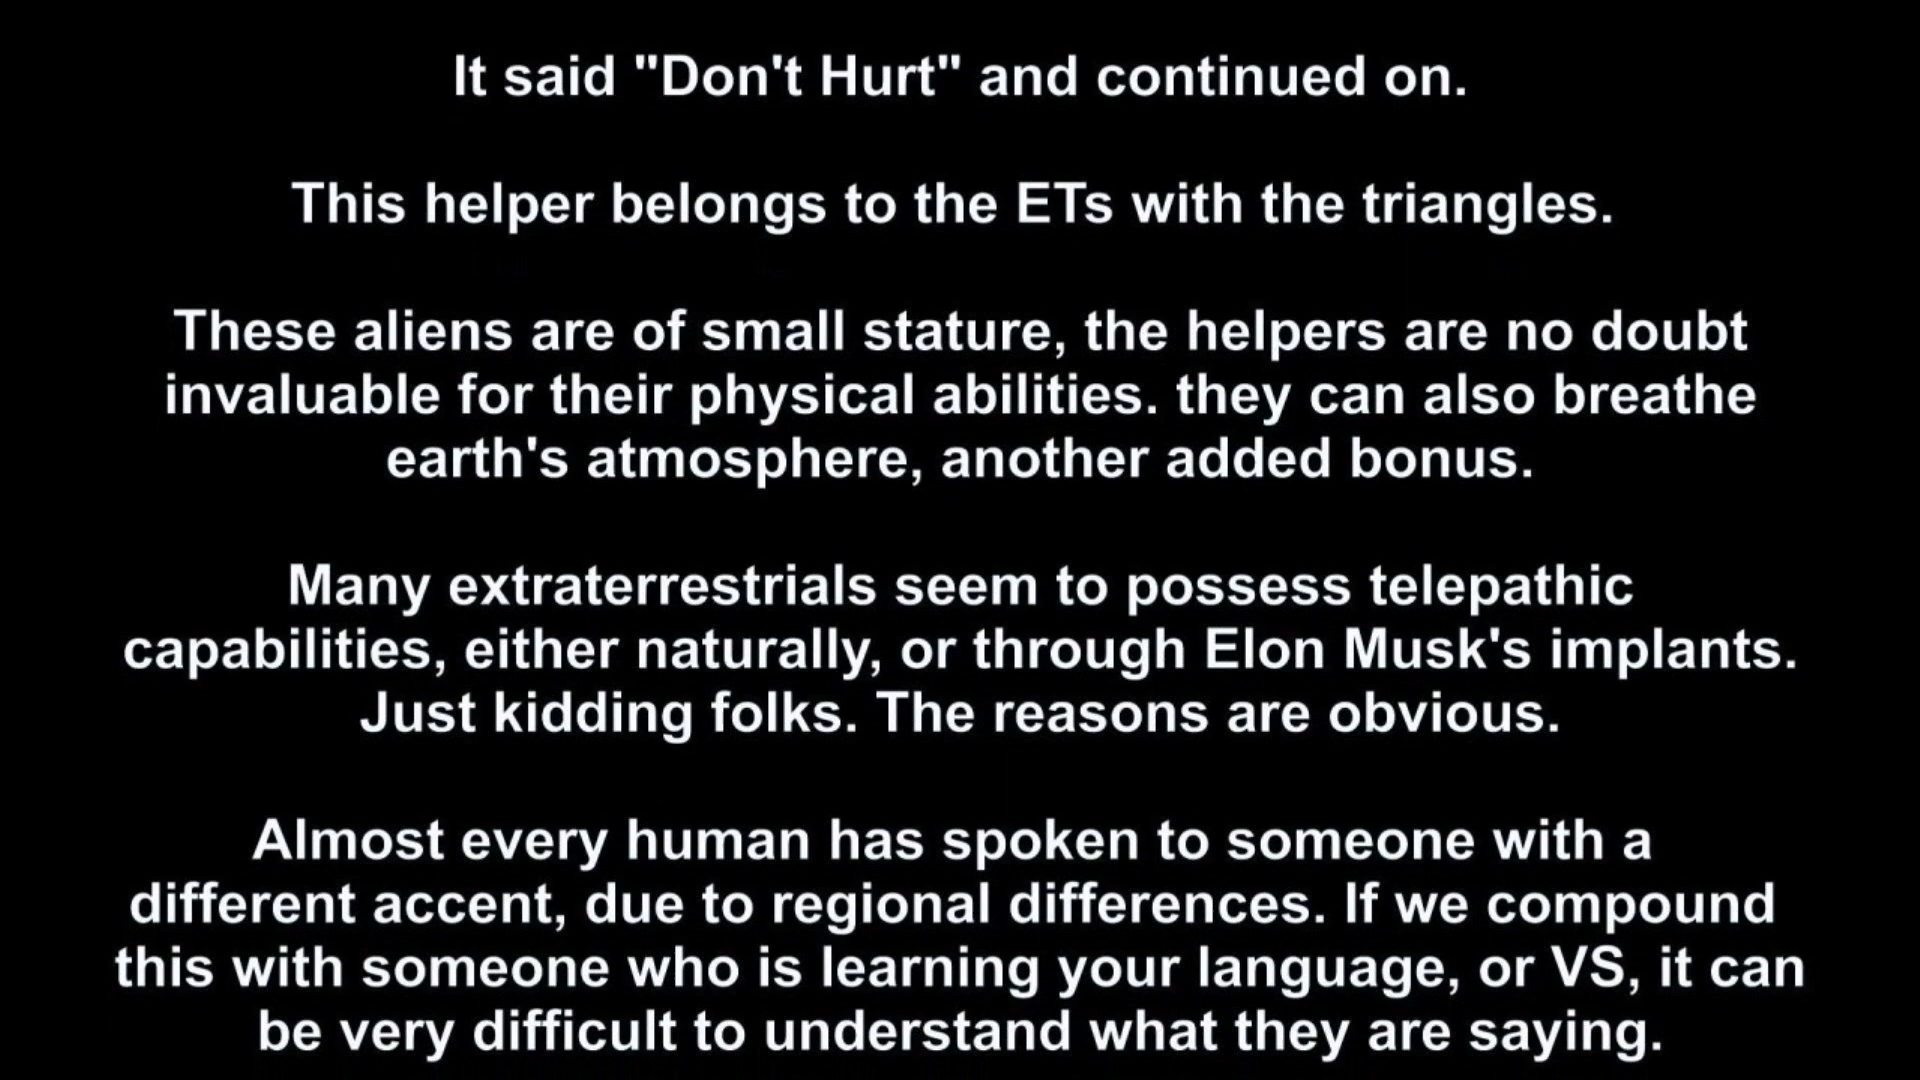 It said "Don't Hurt" and continued on.
This helper belongs to the ETs with the triangles.
These aliens are of small stature, the helpers are no doubt
invaluable for their physical abilities. they can also breathe
earth's atmosphere, another added bonus.
Many extraterrestrials seem to possess telepathic
capabilities, either naturally, or through Elon Musk's implants.
Just kidding folks. The reasons are obvious.
Almost every human has spoken to someone with a
different accent, due to regional differences. If we compound
this with someone who is learning your language, or VS, it can
be very difficult to understand what they are saying.